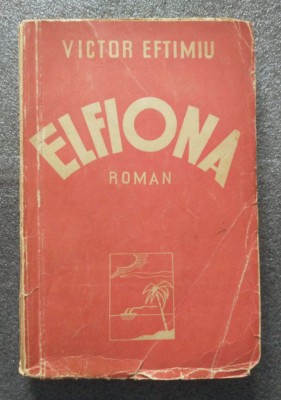 VICTOR EFTIMIU
ELFIONA
ROMAN